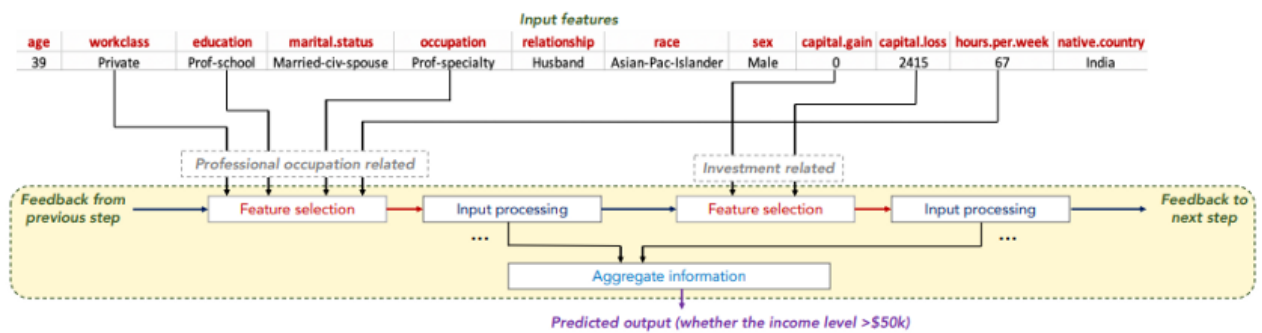 Input features
age workclass education marital.status occupation relationship race sex capital.gain capital.loss hours.per.week native.country
39 Private Prof-school Married-civ-spouse Prof-specialty Husband Asian-Pac-Islander Male 0 2415 67 India
Professional occupation related
Investment related
Feedback from
previous step
Feature selection
Input processing
Feature selection
Input processing
Feedback to
next step
...
...
Aggregate information
Predicted output (whether the income level >$50k)